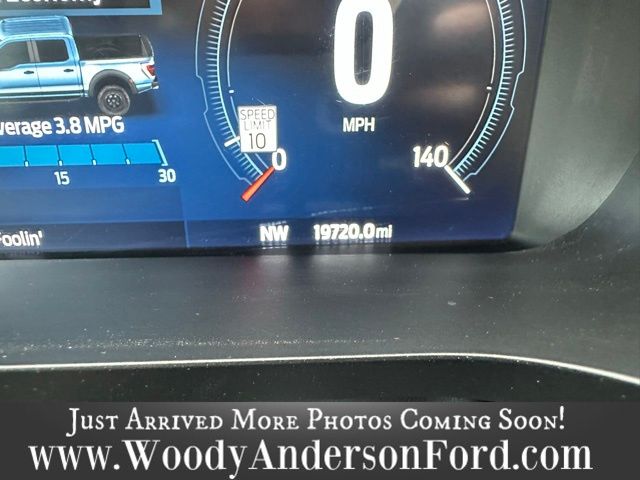 0
MPH
verage 3.8 MPG
SPEED
LIMIT
10
0
140
15
30
oolin'
NW 19720.0mi
Just Arrived More Photos Coming Soon!
www.WoodyAndersonFord.com